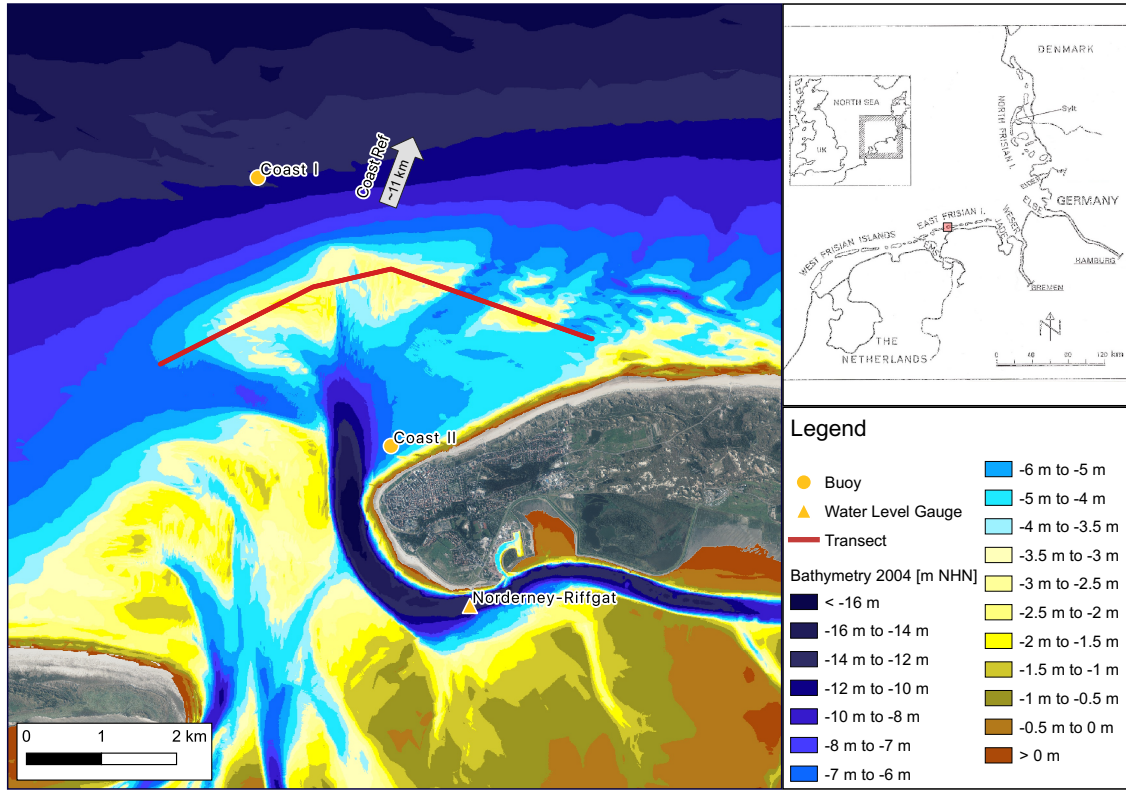 Coast I
Coast Ref
~11 km
Coast II
Norderney-Riffgat
0 1 2 km
DENMARK
NORTH SEA
UK
NORTH FRISIAN I.
Sylt
EIDER
GERMANY
ELBE
WESER
JADE
EAST FRISIAN I.
WEST FRISIAN ISLANDS
HAMBURG
BREMEN
THE
NETHERLANDS
N
0 40 80 120 km
Legend
Buoy
Water Level Gauge
Transect
Bathymetry 2004 [m NHN]
< -16 m
-16 m to -14 m
-14 m to -12 m
-12 m to -10 m
-10 m to -8 m
-8 m to -7 m
-7 m to -6 m
-6 m to -5 m
-5 m to -4 m
-4 m to -3.5 m
-3.5 m to -3 m
-3 m to -2.5 m
-2.5 m to -2 m
-2 m to -1.5 m
-1.5 m to -1 m
-1 m to -0.5 m
-0.5 m to 0 m
> 0 m